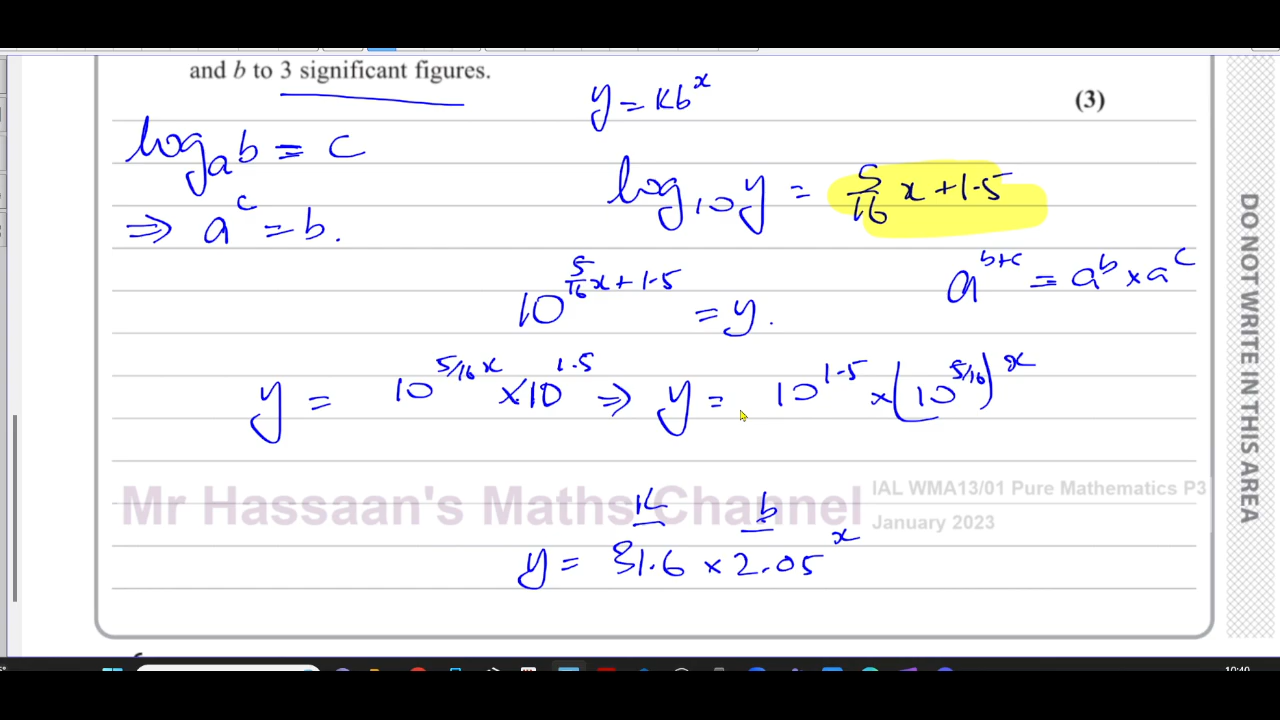 and b to 3 significant figures.
y = kb^x
(3)
log_a b = c
log_10 y = 5/16 x + 1.5
⇒ a^c = b.
a^(b+c) = a^b × a^c
10^(5/16 x + 1.5) = y.
y = 10^(5/16 x) × 10^1.5 ⇒ y = 10^1.5 × (10^(5/16))^x
Mr Hassaan's Maths Channel
IAL WMA13/01 Pure Mathematics P3
January 2023
k b
y = 31.6 × 2.05^x
DO NOT WRITE IN THIS AREA
10:40